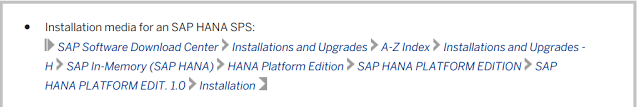 • Installation media for an SAP HANA SPS:
SAP Software Download Center > Installations and Upgrades > A-Z Index > Installations and Upgrades -
H > SAP In-Memory (SAP HANA) > HANA Platform Edition > SAP HANA PLATFORM EDITION > SAP
HANA PLATFORM EDIT. 1.0 > Installation